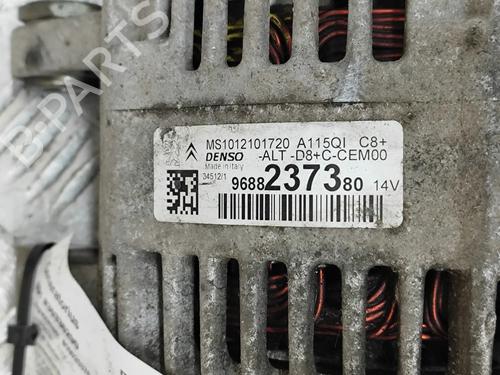 B-PARTS
MS1012101720 A115QI C8+
DENSO -ALT -D8+C-CEM00
Made in Italy
34512/1
9688237380 14V